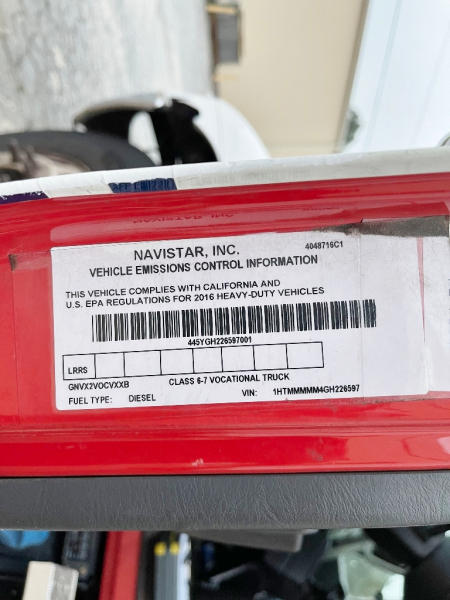 NAVISTAR, INC.
4048716C1
VEHICLE EMISSIONS CONTROL INFORMATION
THIS VEHICLE COMPLIES WITH CALIFORNIA AND
U.S. EPA REGULATIONS FOR 2016 HEAVY-DUTY VEHICLES
445YGH226597001
LRRS
GNVX2VOCVXXB
CLASS 6-7 VOCATIONAL TRUCK
FUEL TYPE: DIESEL VIN: 1HTMMMMM4GH226597